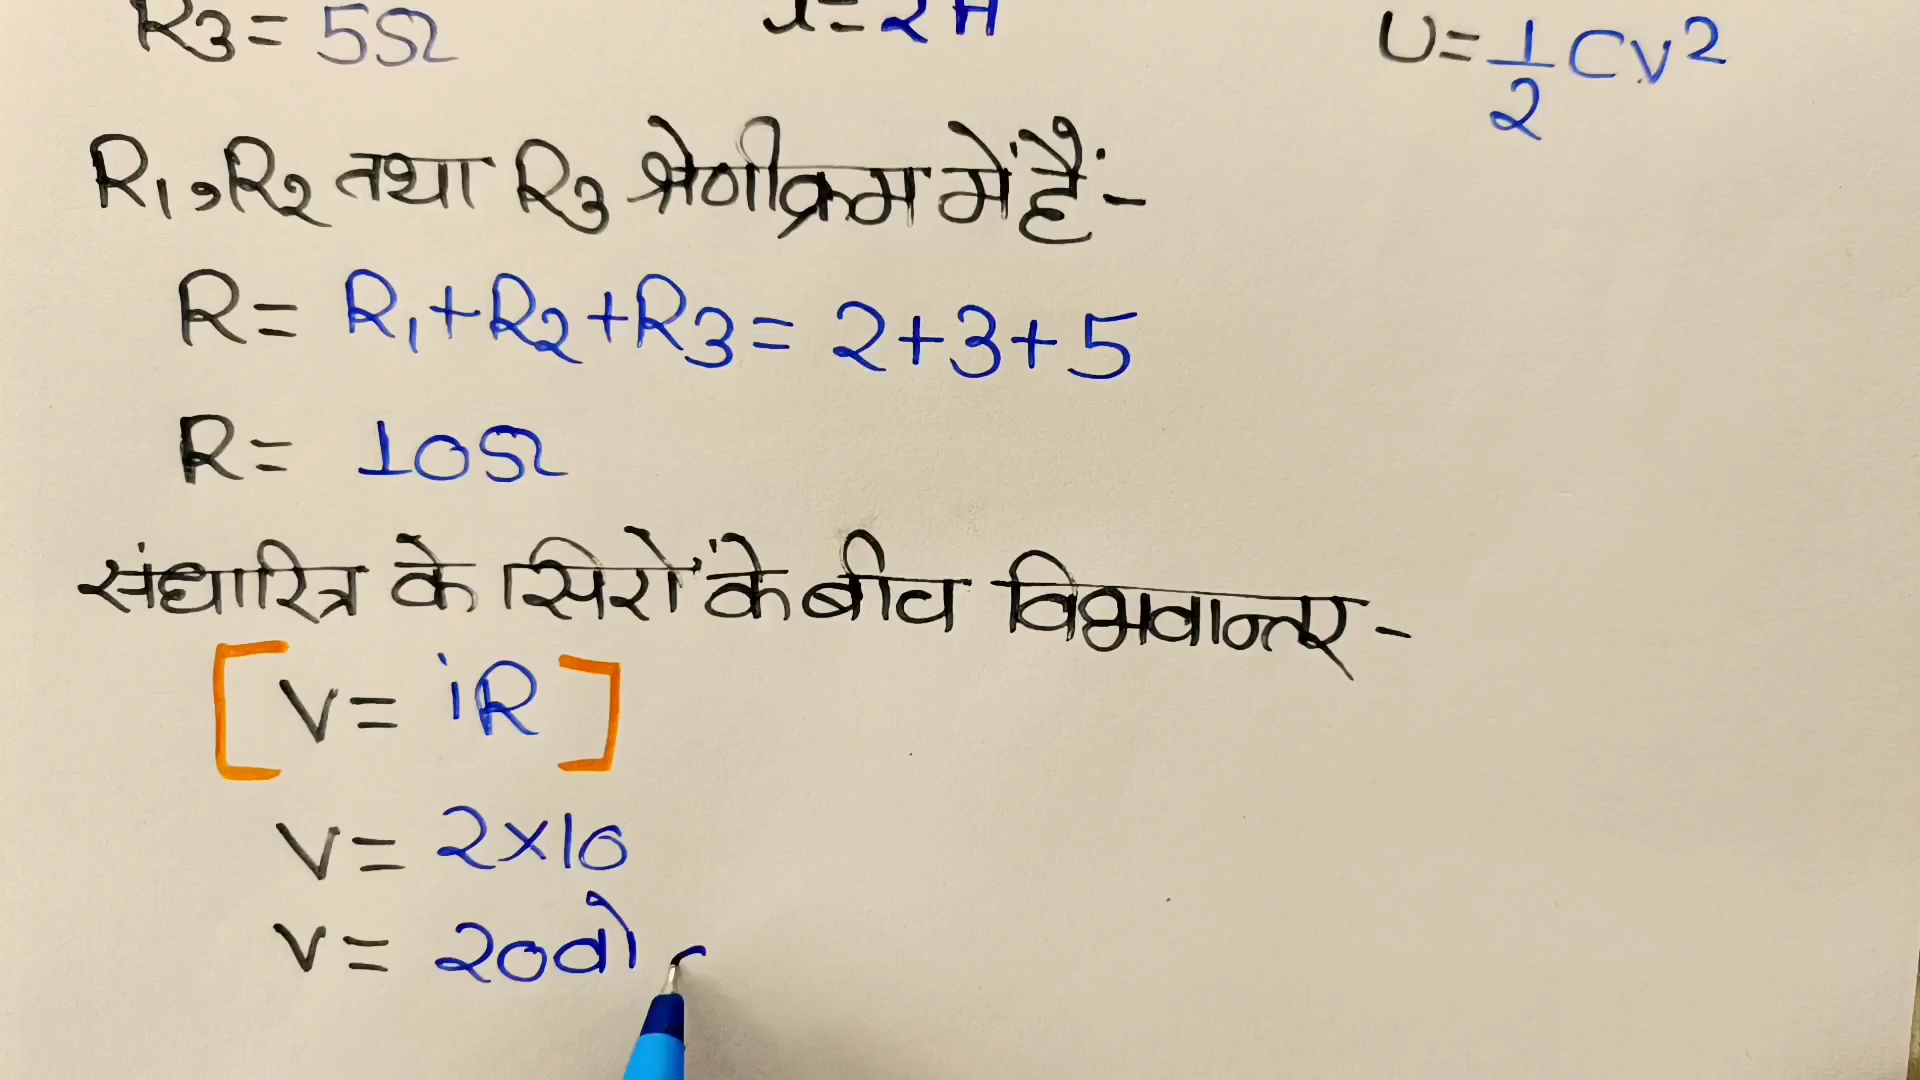 R3 = 5Ω
U = 1/2 CV²
R1, R2 तथा R3 श्रेणीक्रम में हैं -
R = R1 + R2 + R3 = 2 + 3 + 5
R = 10Ω
संधारित्र के सिरों के बीच विभवान्तर -
[V = iR]
V = 2×10
V = 20वो